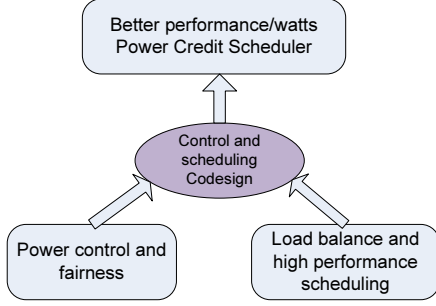 Better performance/watts
Power Credit Scheduler
Control and
scheduling
Codesign
Power control and
fairness
Load balance and
high performance
scheduling